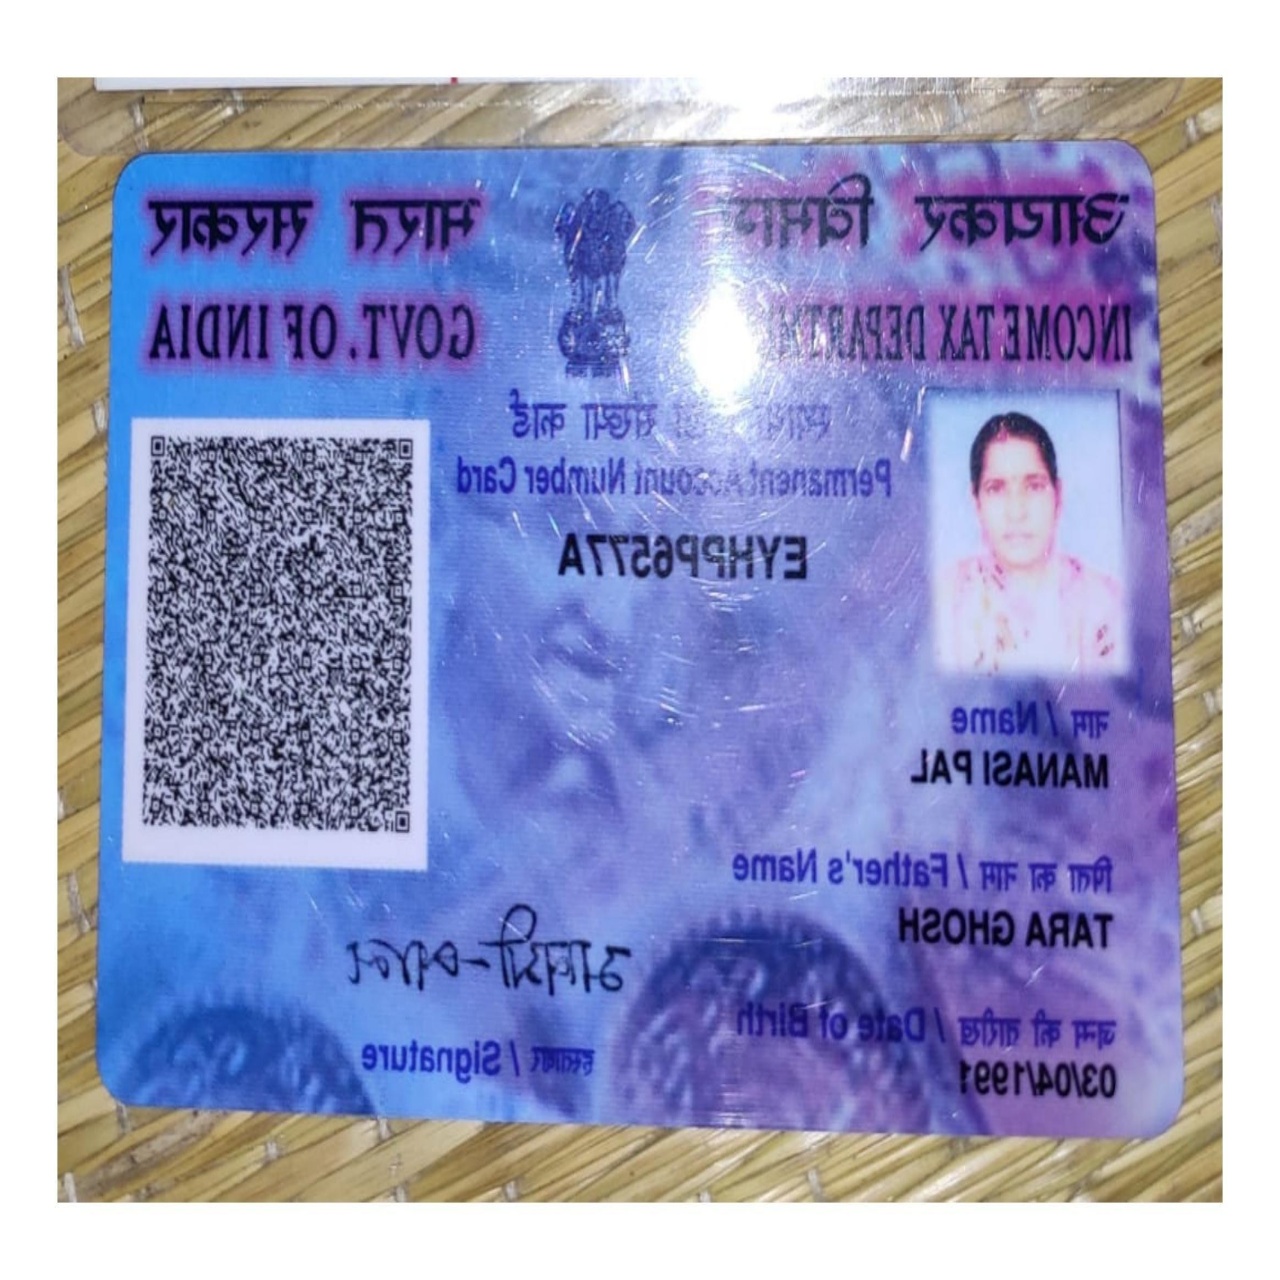 आयकर विभाग
INCOME TAX DEPARTMENT
भारत सरकार
GOVT. OF INDIA
स्थायी लेखा संख्या कार्ड
Permanent Account Number Card
EYHPP6577A
नाम / Name
MANASI PAL
पिता का नाम / Father's Name
TARA GHOSH
जन्म की तारीख / Date of Birth
03/04/1991
हस्ताक्षर / Signature